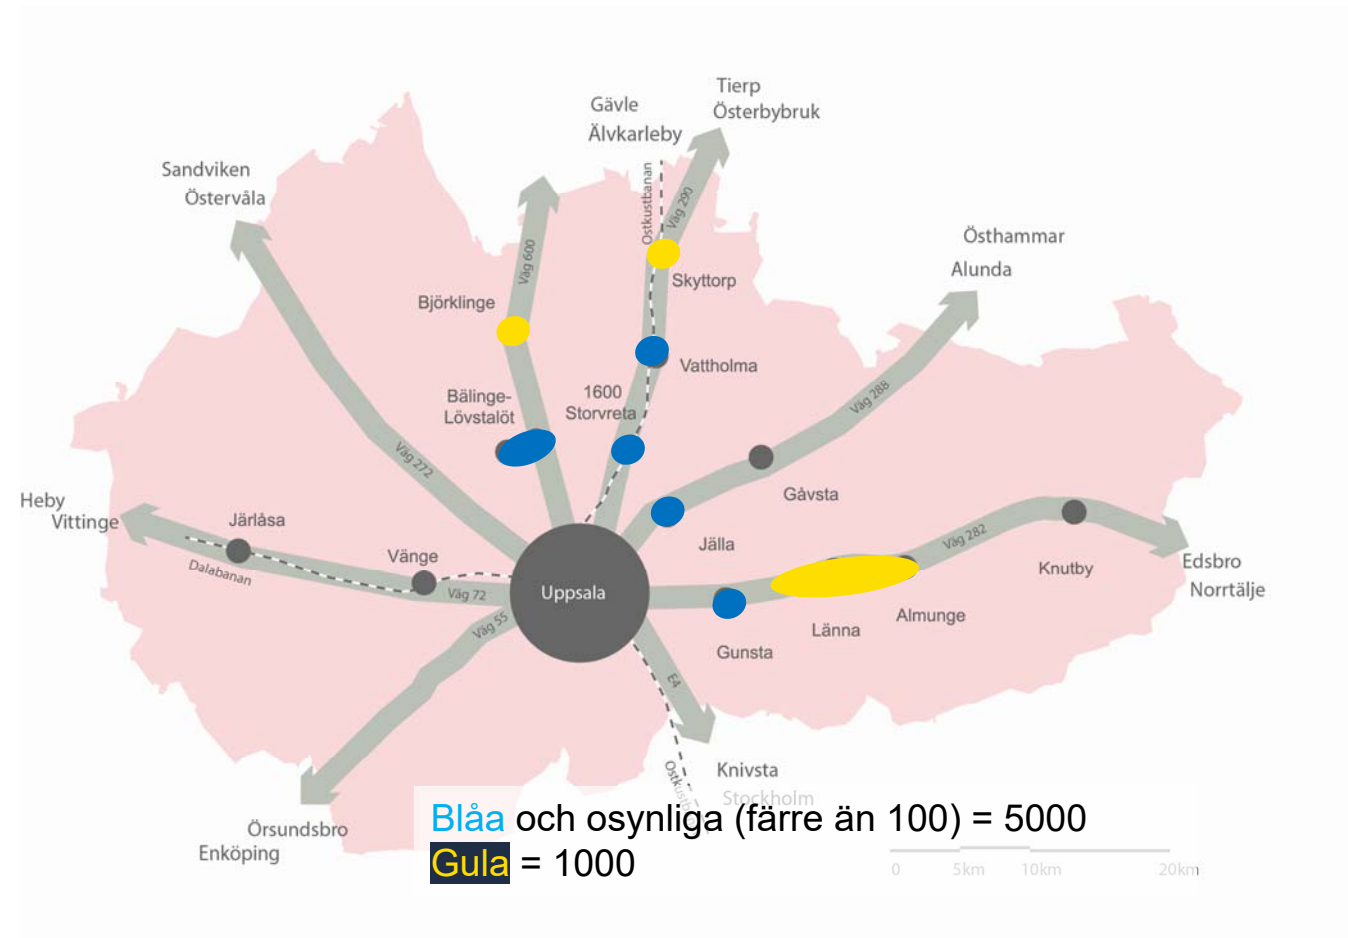 Tierp
Österbybruk
Gävle
Älvkarleby
Sandviken
Östervåla
Ostkustbanan
Väg 290
Väg 600
Östhammar
Alunda
Skyttorp
Björklinge
Vattholma
Väg 288
1600
Storvreta
Bälinge-
Lövstalöt
Väg 272
Gåvsta
Heby
Vittinge
Järlåsa
Jälla
Väg 282
Vänge
Dalabanan
Väg 72
Uppsala
Knutby
Edsbro
Norrtälje
Väg 55
Almunge
Länna
Gunsta
E4
Knivsta
Stockholm
Ostkustbanan
Örsundsbro
Enköping
Blåa och osynliga (färre än 100) = 5000
Gula = 1000
0 5km 10km 20km